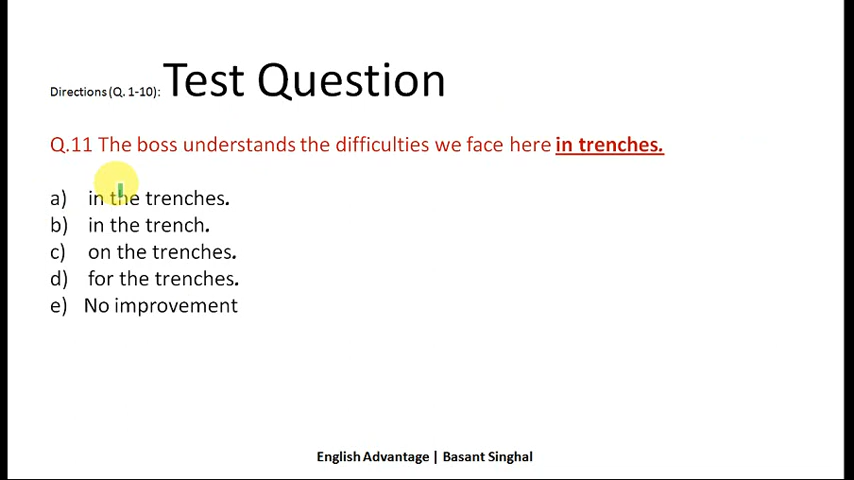 Directions (Q. 1-10): Test Question
Q.11 The boss understands the difficulties we face here in trenches.
a) in the trenches.
b) in the trench.
c) on the trenches.
d) for the trenches.
e) No improvement
English Advantage | Basant Singhal